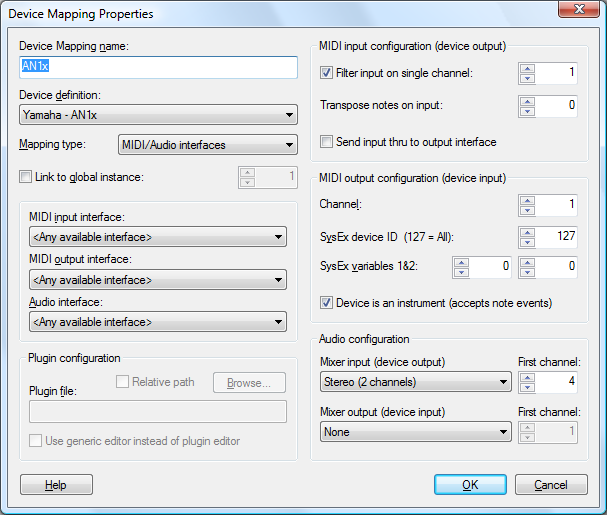 Device Mapping Properties
Device Mapping name:
AN1x
Device definition:
Yamaha - AN1x
Mapping type: MIDI/Audio interfaces
Link to global instance: 1
MIDI input interface:
<Any available interface>
MIDI output interface:
<Any available interface>
Audio interface:
<Any available interface>
Plugin configuration
Relative path Browse...
Plugin file:
Use generic editor instead of plugin editor
MIDI input configuration (device output)
Filter input on single channel: 1
Transpose notes on input: 0
Send input thru to output interface
MIDI output configuration (device input)
Channel: 1
SysEx device ID (127 = All): 127
SysEx variables 1&2: 0 0
Device is an instrument (accepts note events)
Audio configuration
Mixer input (device output) First channel:
Stereo (2 channels) 4
Mixer output (device input) First channel:
None 1
Help OK Cancel